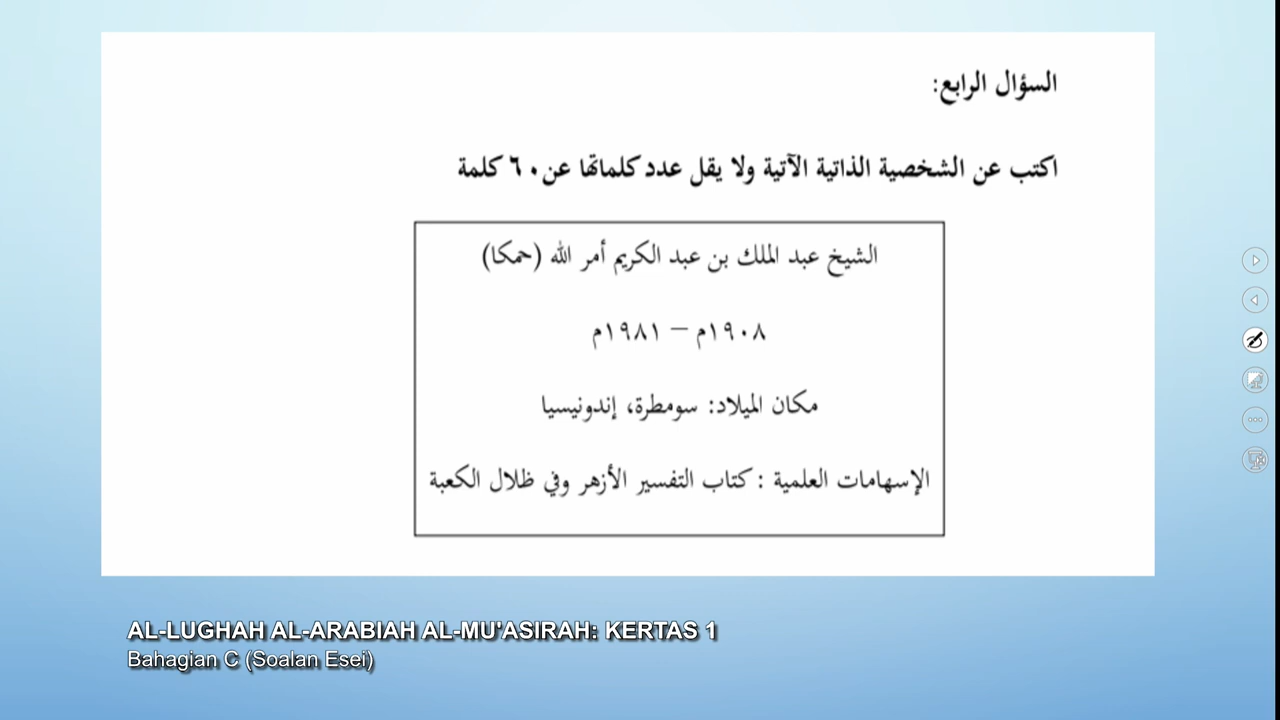 السؤال الرابع:
اكتب عن الشخصية الذاتية الآتية ولا يقل عدد كلماتها عن ٦٠ كلمة
الشيخ عبد الملك بن عبد الكريم أمر الله (حمكا)
١٩٠٨م – ١٩٨١م
مكان الميلاد: سومطرة، إندونيسيا
الإسهامات العلمية : كتاب التفسير الأزهر وفي ظلال الكعبة
AL-LUGHAH AL-ARABIAH AL-MU'ASIRAH: KERTAS 1
Bahagian C (Soalan Esei)